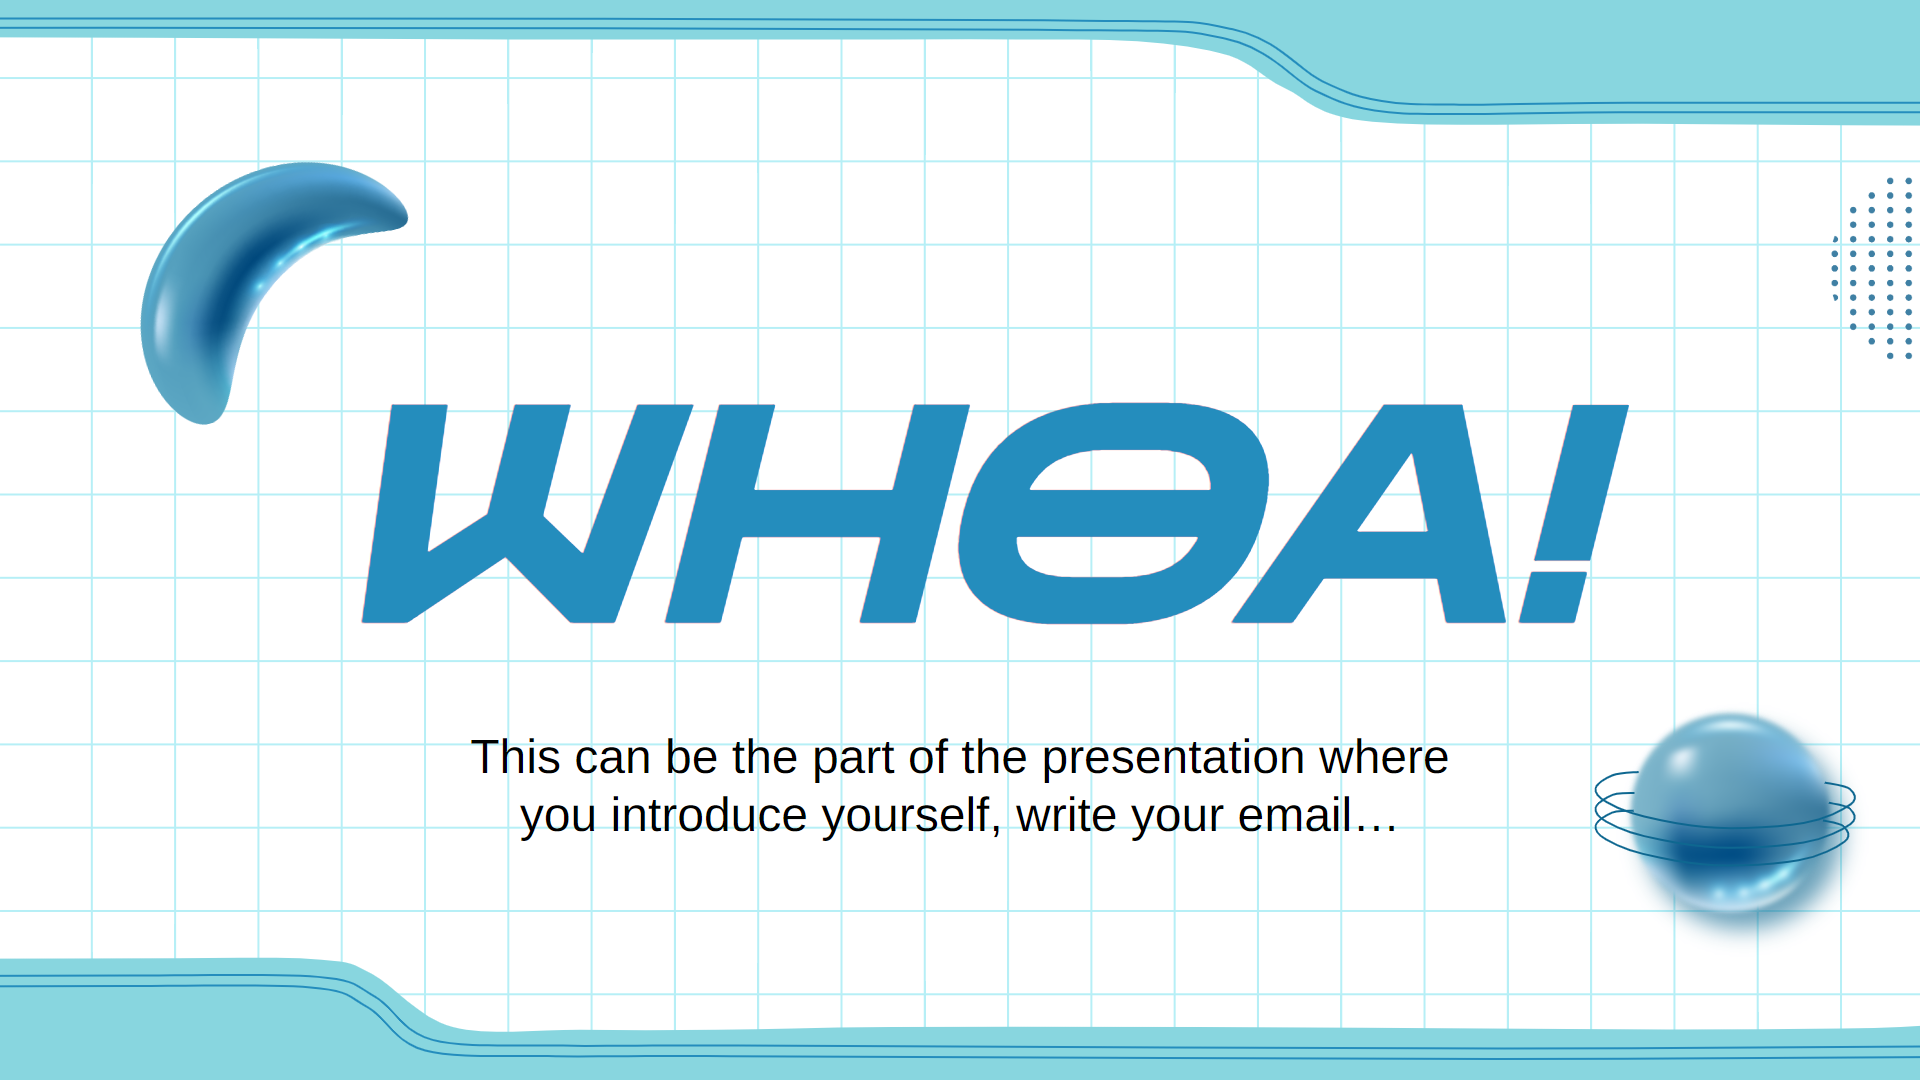 WHOA!
This can be the part of the presentation where
you introduce yourself, write your email…